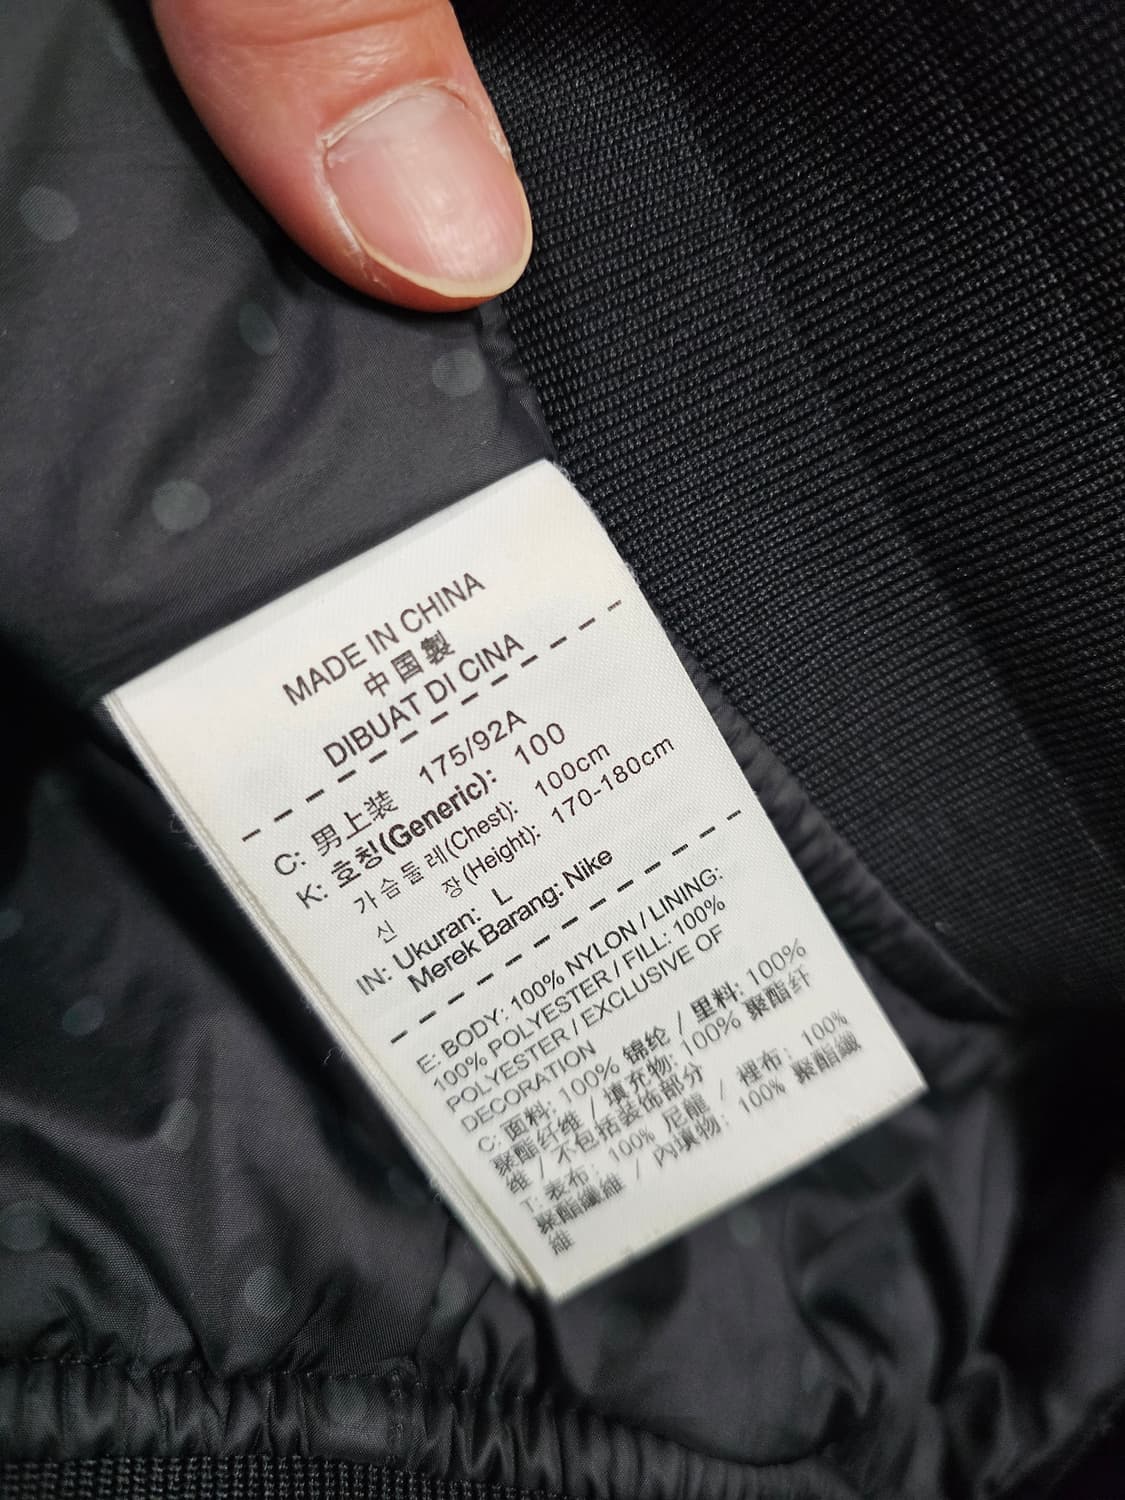 MADE IN CHINA
中国製
DIBUAT DI CINA
C: 男上装 175/92A
K: 호칭(Generic): 100
가슴둘레(Chest): 100cm
신 장(Height): 170-180cm
IN: Ukuran: L
Merek Barang: Nike
E: BODY: 100% NYLON / LINING:
100% POLYESTER / FILL: 100%
POLYESTER / EXCLUSIVE OF
DECORATION
C: 面料: 100% 锦纶 / 里料: 100%
聚酯纤维 / 填充物: 100% 聚酯纤
维 / 不包括装饰部分
T: 表布: 100% 尼龍 / 裡布: 100%
聚酯纖維 / 內填物: 100% 聚酯纖
維